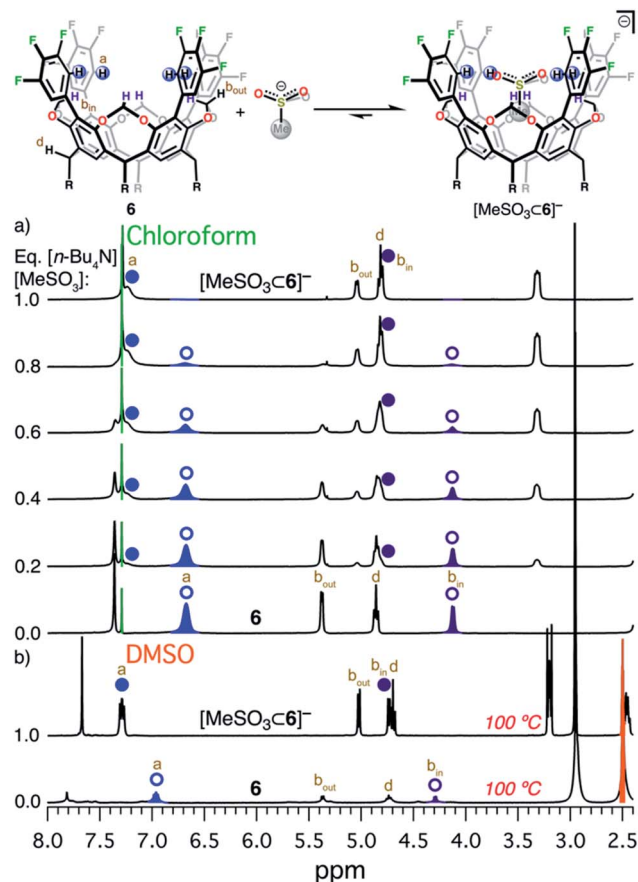 F F F F F F F F
a
H H H H
b_in H H H H b_out
H
O O O O
d
H
R R R R
6
+
⊖
O S O O
Me
⊖
F F F F F F
H H O S O H H
H H H H
O O O O
R R R R
[MeSO₃⊂6]⁻
a)
Chloroform
Eq. [n-Bu₄N]
[MeSO₃]:
a
[MeSO₃⊂6]⁻
b_out
d
b_in
1.0
0.8
0.6
0.4
0.2
a
b_out
d
b_in
6
0.0
b)
DMSO
a
b_out
b_in d
[MeSO₃⊂6]⁻
100 ºC
1.0
a
6
b_out
d
b_in
100 ºC
0.0
8.0 7.5 7.0 6.5 6.0 5.5 5.0 4.5 4.0 3.5 3.0 2.5
ppm